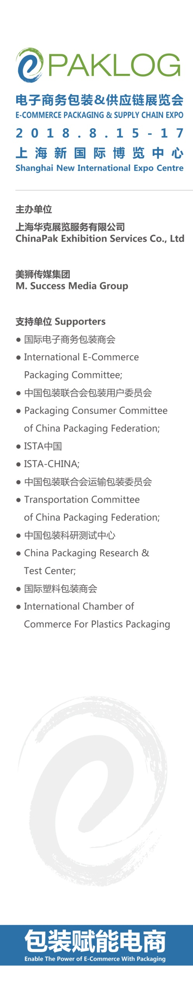 ePAKLOG
电子商务包装&供应链展览会
E-COMMERCE PACKAGING & SUPPLY CHAIN EXPO
2018.8.15-17
上海新国际博览中心
Shanghai New International Expo Centre
主办单位
上海华克展览服务有限公司
ChinaPak Exhibition Services Co., Ltd
美狮传媒集团
M. Success Media Group
支持单位 Supporters
● 国际电子商务包装商会
● International E-Commerce
Packaging Committee;
● 中国包装联合会包装用户委员会
● Packaging Consumer Committee
of China Packaging Federation;
● ISTA中国
● ISTA-CHINA;
● 中国包装联合会运输包装委员会
● Transportation Committee
of China Packaging Federation;
● 中国包装科研测试中心
● China Packaging Research &
Test Center;
● 国际塑料包装商会
● International Chamber of
Commerce For Plastics Packaging
e
包装赋能电商
Enable The Power of E-Commerce With Packaging